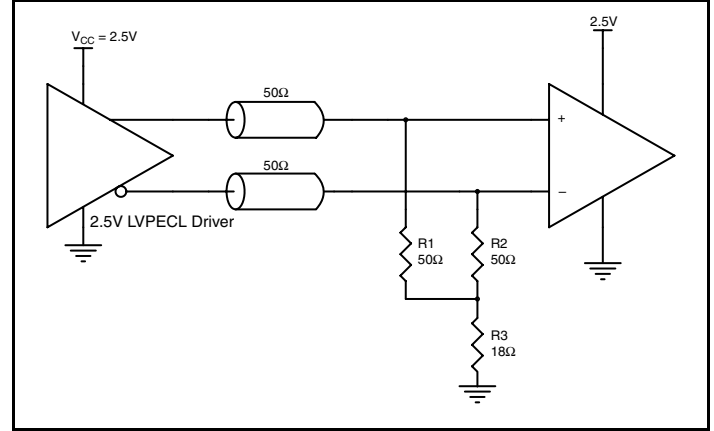 V_CC = 2.5V
2.5V
50Ω
+
50Ω
–
2.5V LVPECL Driver
R1
50Ω
R2
50Ω
R3
18Ω